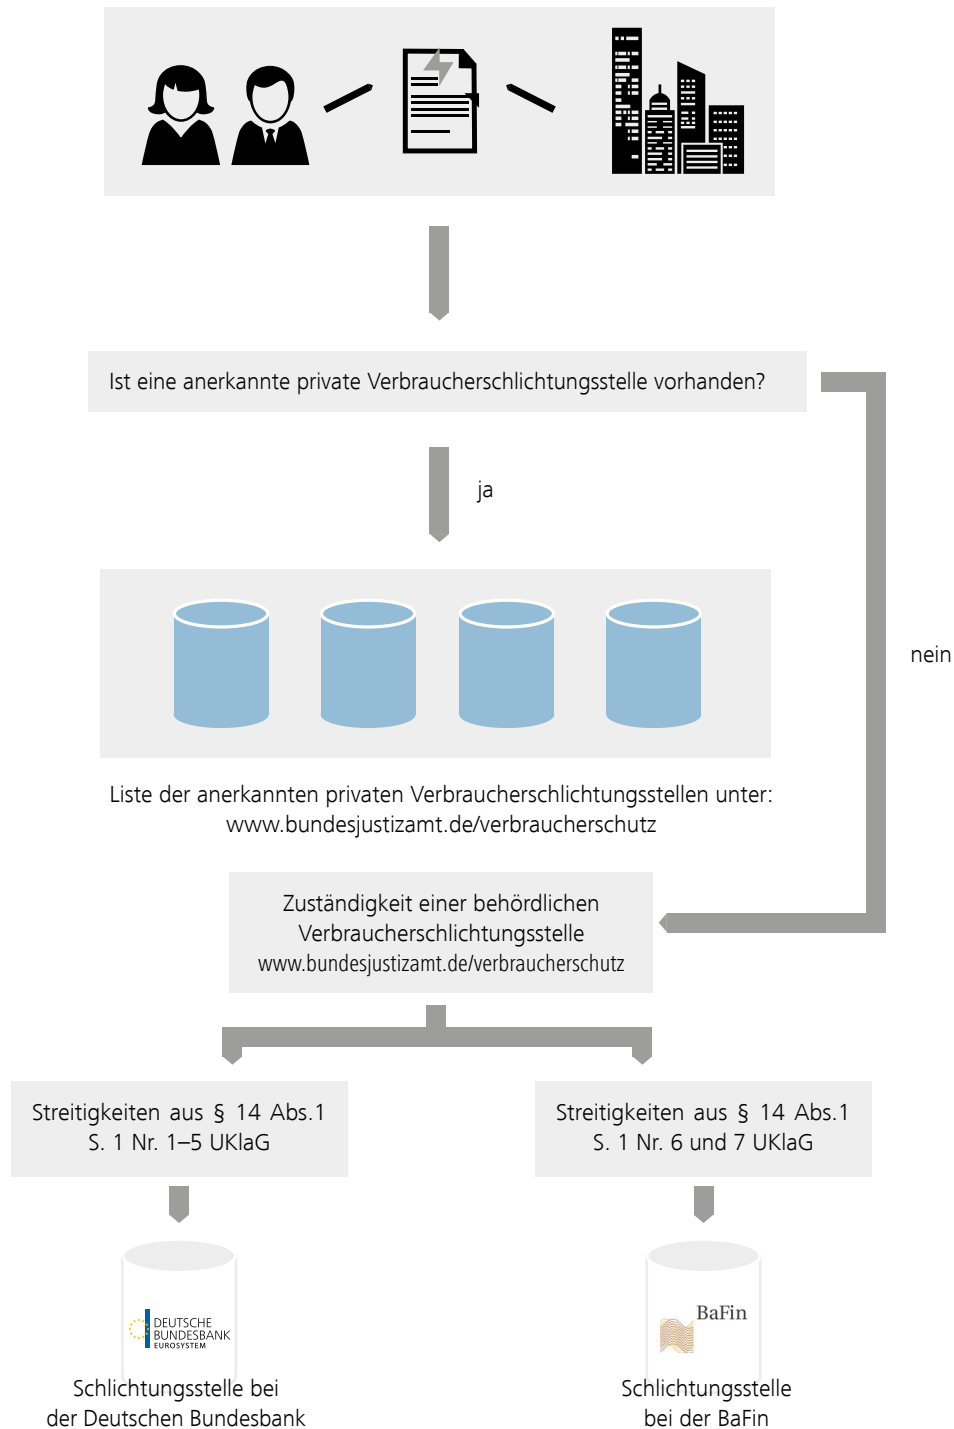 Ist eine anerkannte private Verbraucherschlichtungsstelle vorhanden?
ja
nein
Liste der anerkannten privaten Verbraucherschlichtungsstellen unter:
www.bundesjustizamt.de/verbraucherschutz
Zuständigkeit einer behördlichen
Verbraucherschlichtungsstelle
www.bundesjustizamt.de/verbraucherschutz
Streitigkeiten aus § 14 Abs.1
S. 1 Nr. 1–5 UKlaG
Streitigkeiten aus § 14 Abs.1
S. 1 Nr. 6 und 7 UKlaG
DEUTSCHE
BUNDESBANK
EUROSYSTEM
BaFin
Schlichtungsstelle bei
der Deutschen Bundesbank
Schlichtungsstelle
bei der BaFin